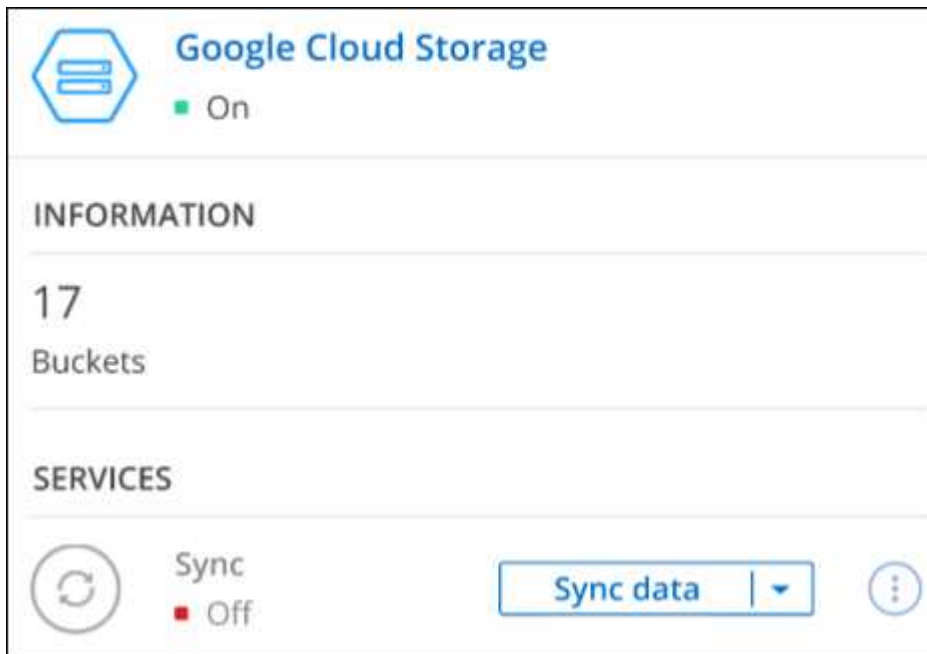 Google Cloud Storage
On
INFORMATION
17
Buckets
SERVICES
Sync
Off
Sync data